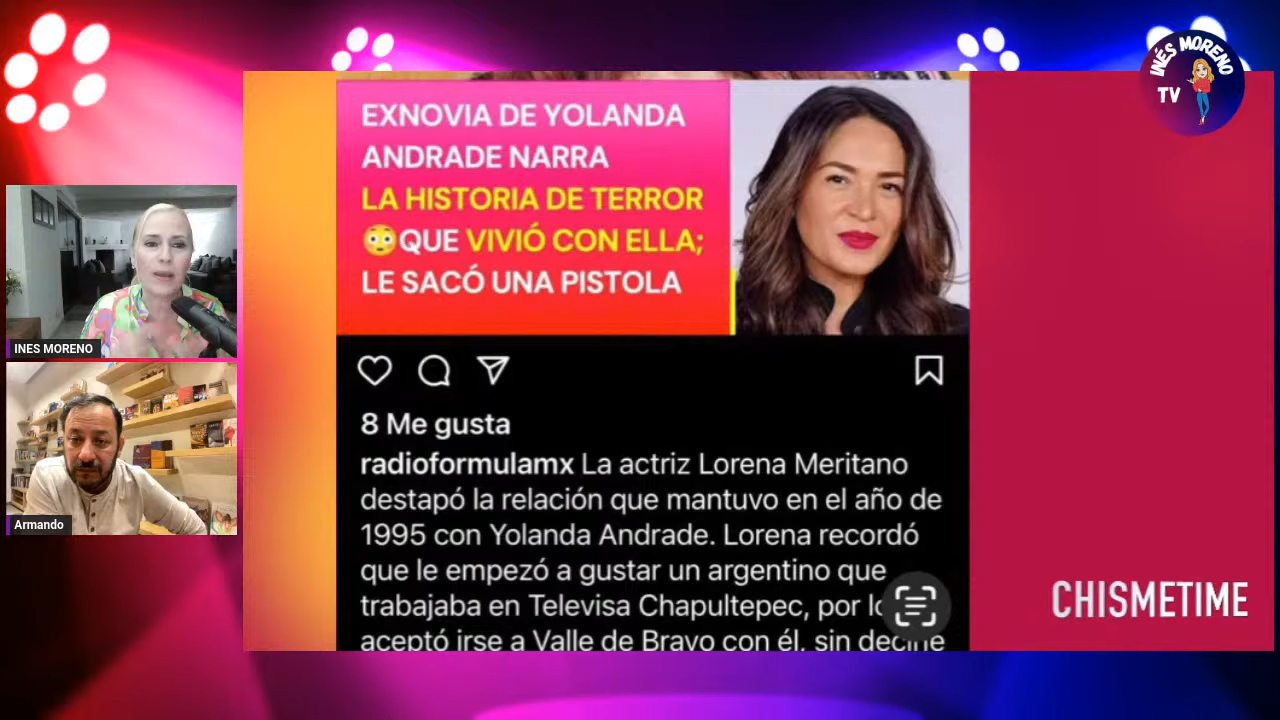 INÉS MORENO
TV
EXNOVIA DE YOLANDA
ANDRADE NARRA
LA HISTORIA DE TERROR
😳QUE VIVIÓ CON ELLA;
LE SACÓ UNA PISTOLA
INES MORENO
Armando
8 Me gusta
radioformulamx La actriz Lorena Meritano
destapó la relación que mantuvo en el año de
1995 con Yolanda Andrade. Lorena recordó
que le empezó a gustar un argentino que
trabajaba en Televisa Chapultepec, por lo
aceptó irse a Valle de Bravo con él, sin decirle
CHISMETIME